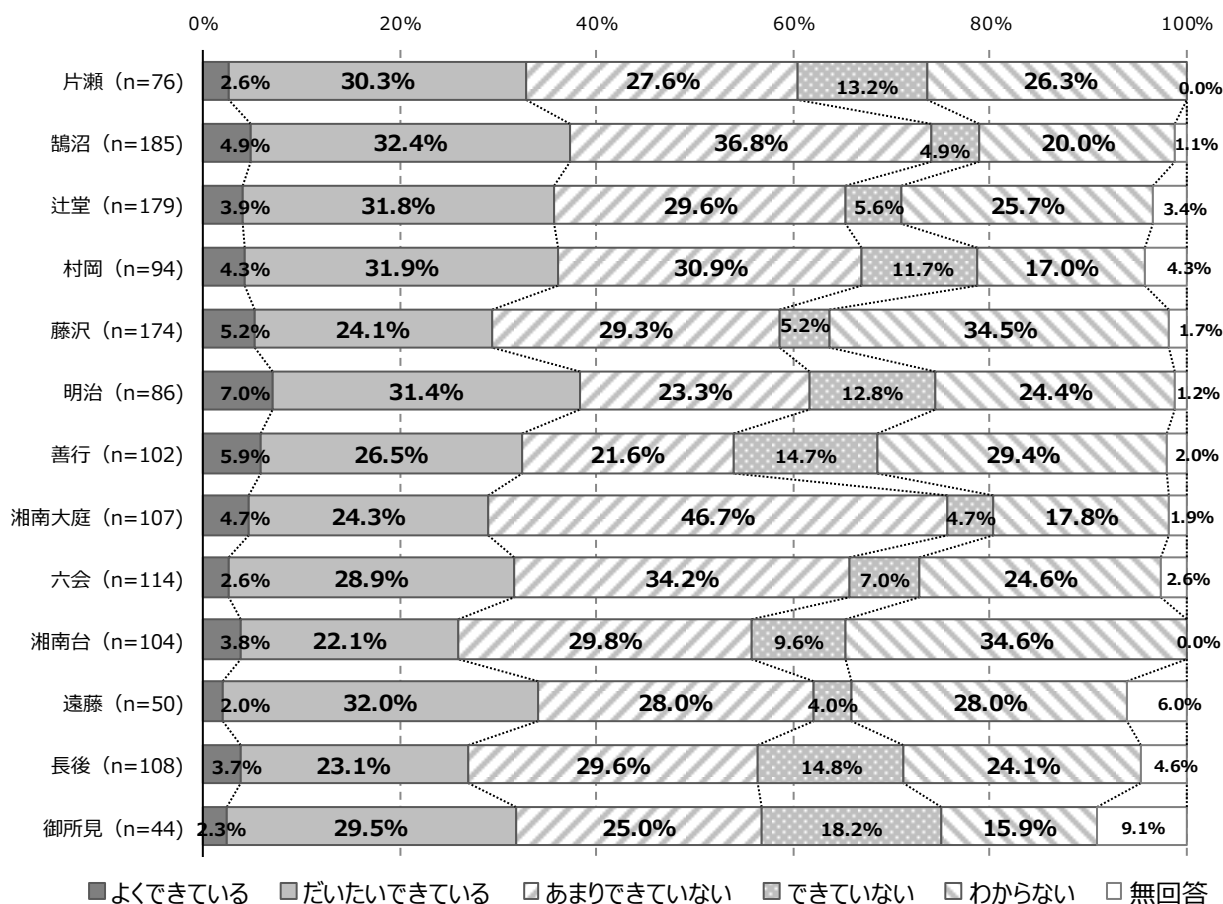 0% 20% 40% 60% 80% 100%
片瀬（n=76） 2.6% 30.3% 27.6% 13.2% 26.3% 0.0%
鵠沼（n=185） 4.9% 32.4% 36.8% 4.9% 20.0% 1.1%
辻堂（n=179） 3.9% 31.8% 29.6% 5.6% 25.7% 3.4%
村岡（n=94） 4.3% 31.9% 30.9% 11.7% 17.0% 4.3%
藤沢（n=174） 5.2% 24.1% 29.3% 5.2% 34.5% 1.7%
明治（n=86） 7.0% 31.4% 23.3% 12.8% 24.4% 1.2%
善行（n=102） 5.9% 26.5% 21.6% 14.7% 29.4% 2.0%
湘南大庭（n=107） 4.7% 24.3% 46.7% 4.7% 17.8% 1.9%
六会（n=114） 2.6% 28.9% 34.2% 7.0% 24.6% 2.6%
湘南台（n=104） 3.8% 22.1% 29.8% 9.6% 34.6% 0.0%
遠藤（n=50） 2.0% 32.0% 28.0% 4.0% 28.0% 6.0%
長後（n=108） 3.7% 23.1% 29.6% 14.8% 24.1% 4.6%
御所見（n=44） 2.3% 29.5% 25.0% 18.2% 15.9% 9.1%
よくできている だいたいできている あまりできていない できていない わからない 無回答